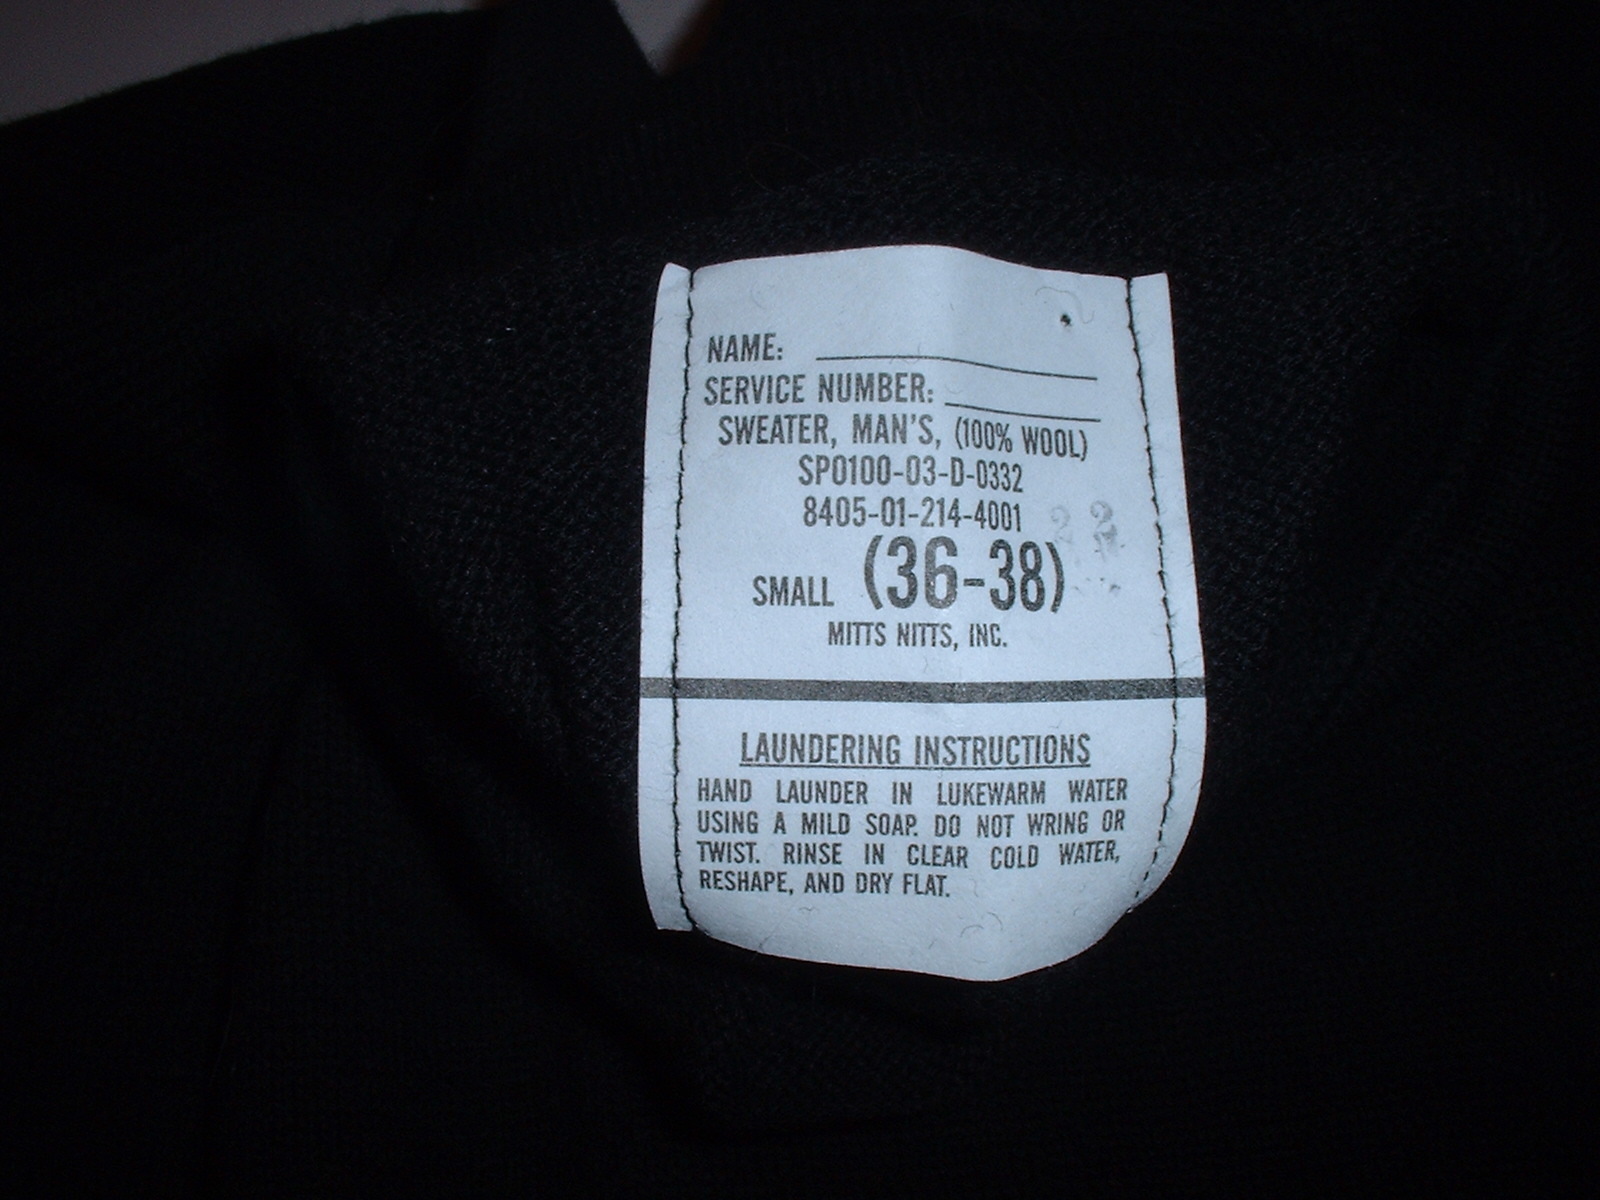 NAME:
SERVICE NUMBER:
SWEATER, MAN'S, (100% WOOL)
SP0100-03-D-0332
8405-01-214-4001
SMALL (36-38)
MITTS NITTS, INC.
LAUNDERING INSTRUCTIONS
HAND LAUNDER IN LUKEWARM WATER
USING A MILD SOAP. DO NOT WRING OR
TWIST. RINSE IN CLEAR COLD WATER,
RESHAPE, AND DRY FLAT.